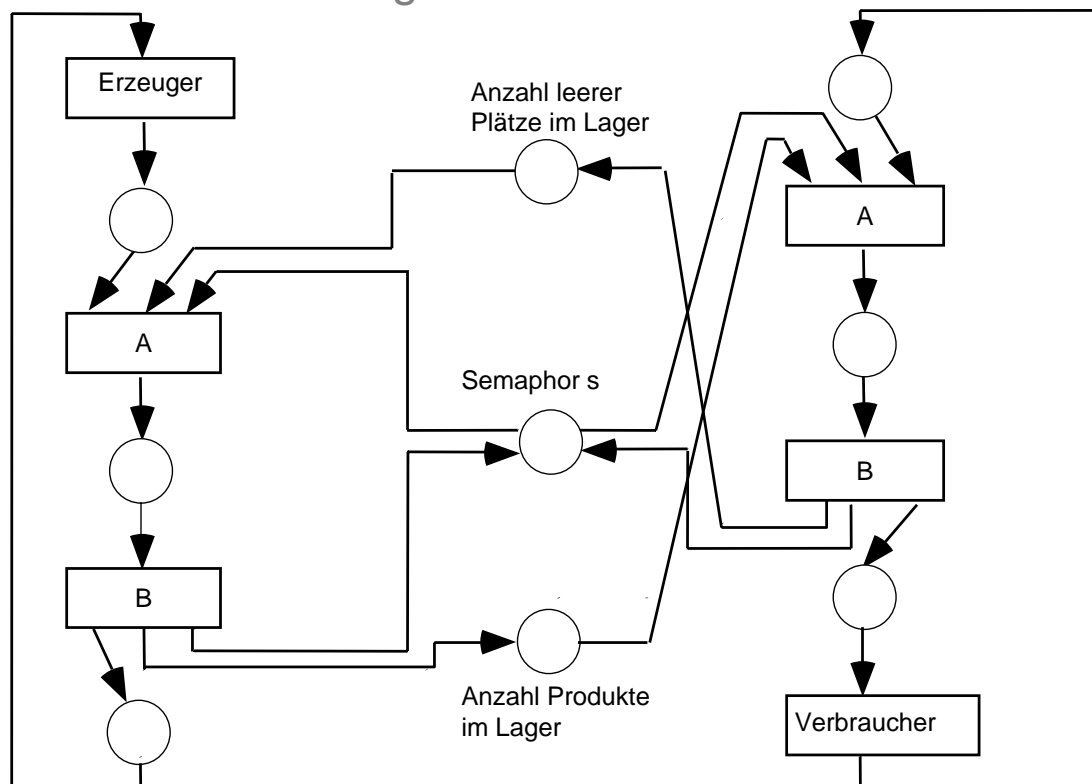 Erzeuger
Anzahl leerer
Plätze im Lager
A
A
Semaphor s
B
B
Anzahl Produkte
im Lager
Verbraucher